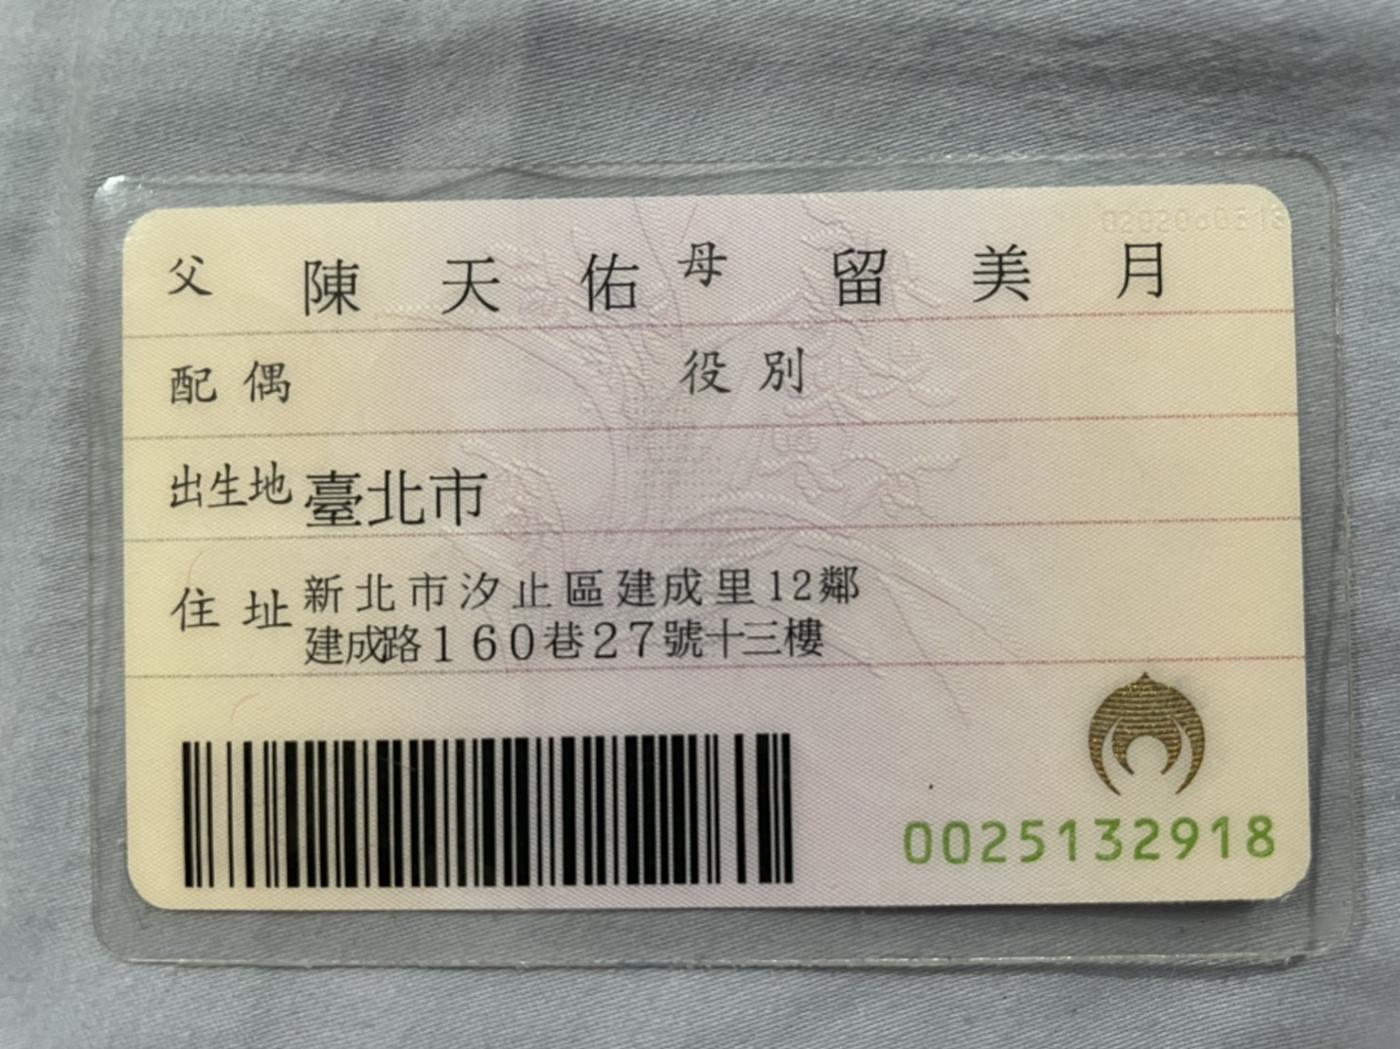 父 陳天佑 母 留美月
配偶 役別
出生地 臺北市
住址 新北市汐止區建成里12鄰
建成路160巷27號十三樓
0025132918